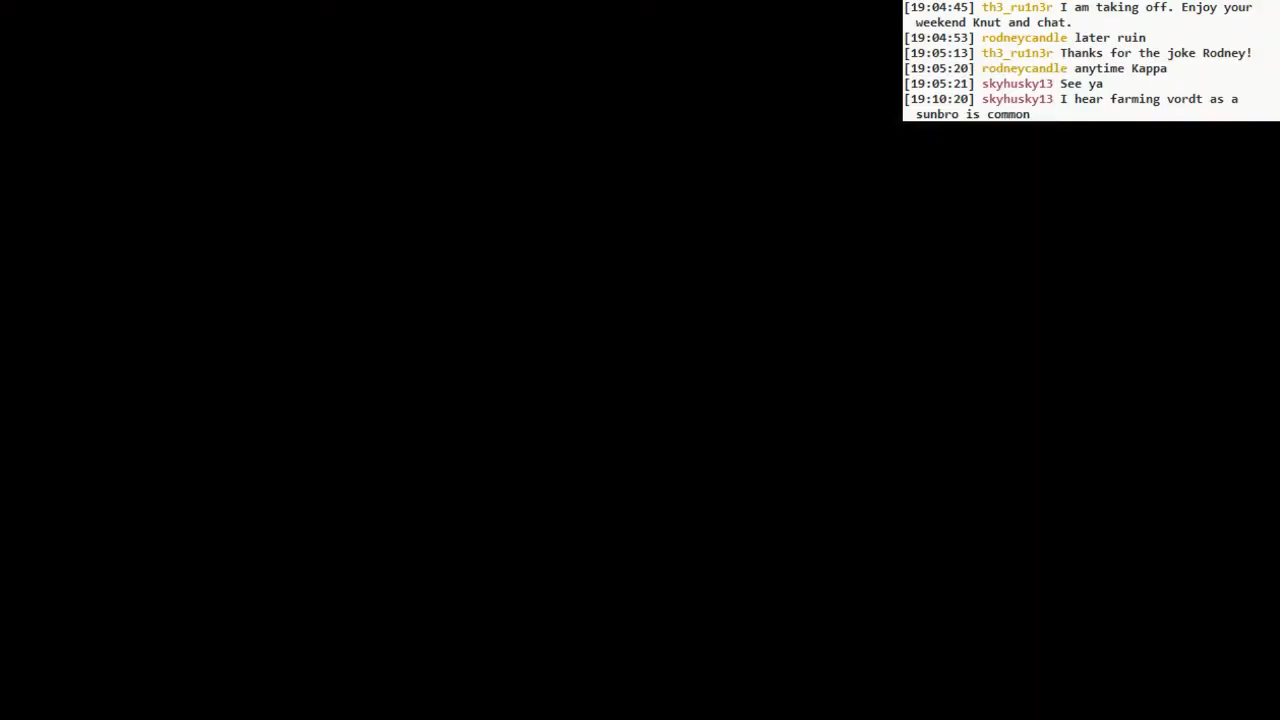 [19:04:45] th3_ru1n3r I am taking off. Enjoy your
weekend Knut and chat.
[19:04:53] rodneycandle later ruin
[19:05:13] th3_ru1n3r Thanks for the joke Rodney!
[19:05:20] rodneycandle anytime Kappa
[19:05:21] skyhusky13 See ya
[19:10:20] skyhusky13 I hear farming vordt as a
sunbro is common